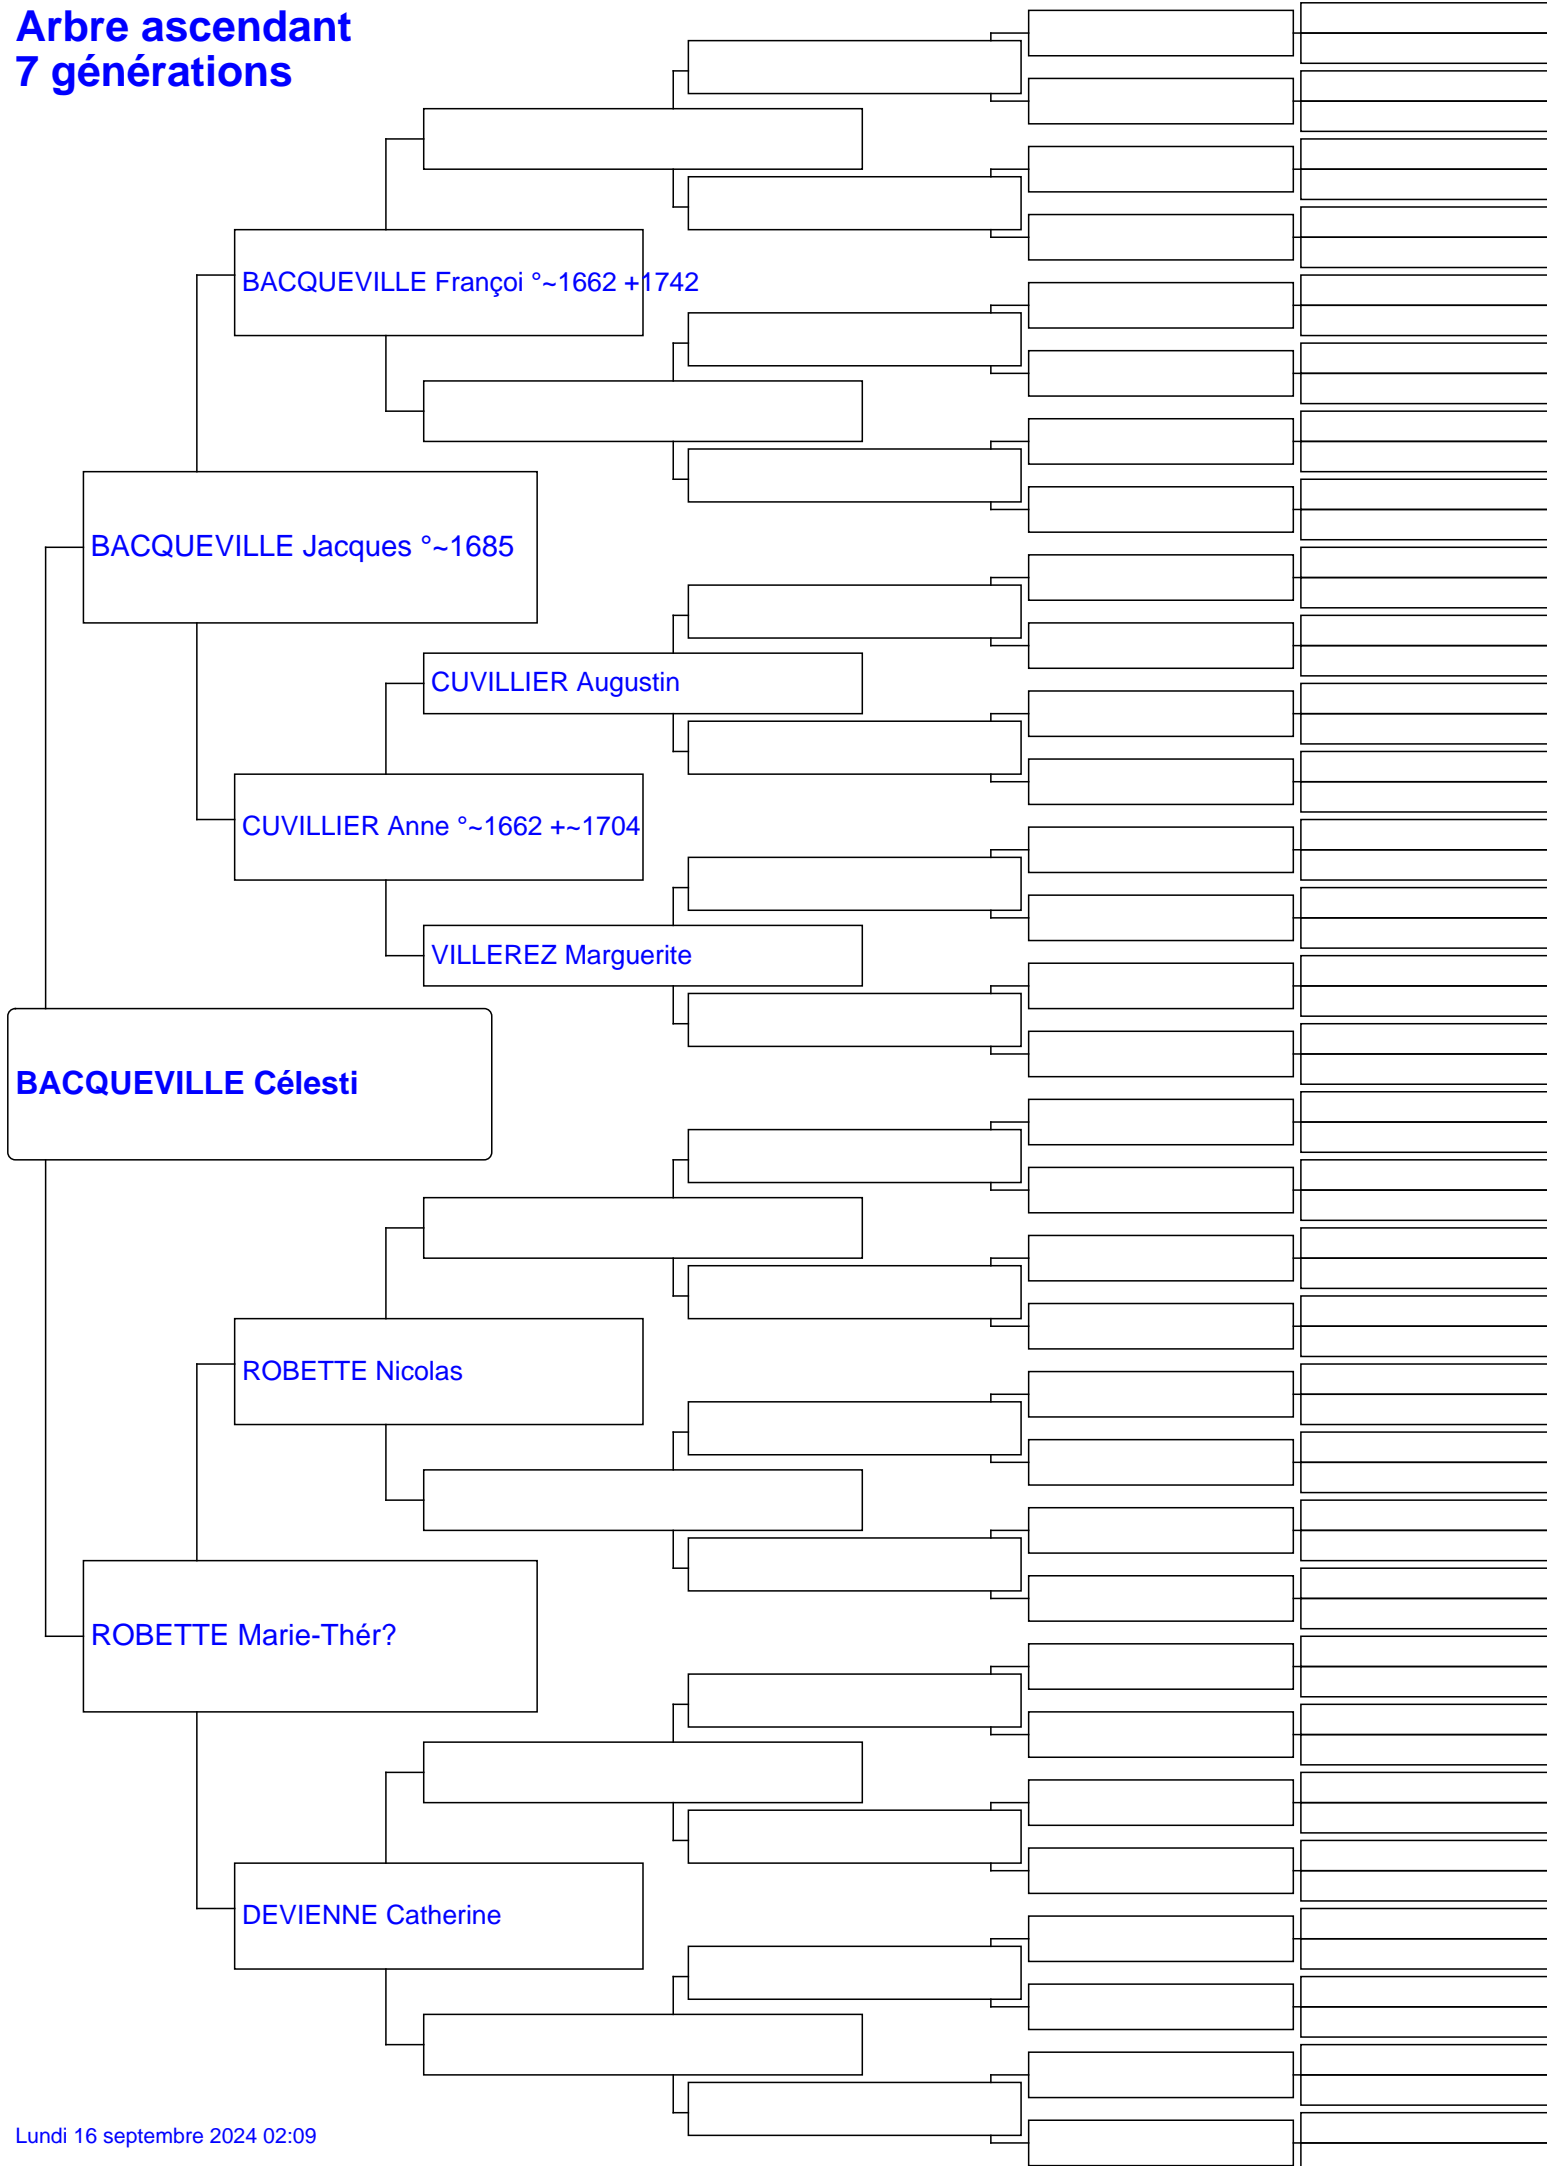 Arbre ascendant
7 générations
BACQUEVILLE Françoi °~1662 +1742
BACQUEVILLE Jacques °~1685
CUVILLIER Augustin
CUVILLIER Anne °~1662 +~1704
VILLEREZ Marguerite
BACQUEVILLE Célesti
ROBETTE Nicolas
ROBETTE Marie-Thér?
DEVIENNE Catherine
Lundi 16 septembre 2024 02:09